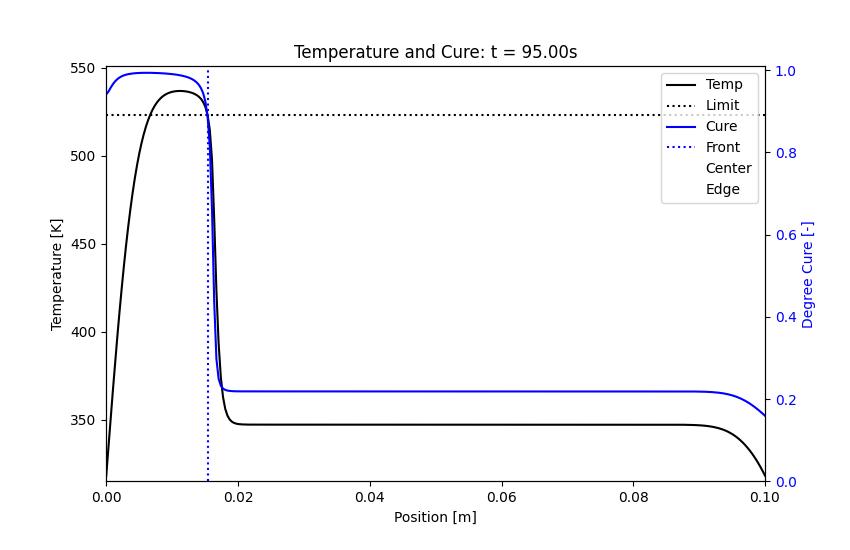 Temperature and Cure: t = 95.00s
550
500
450
400
350
Temperature [K]
Temp
Limit
Cure
Front
Center
Edge
1.0
0.8
0.6
0.4
0.2
0.0
Degree Cure [-]
0.00
0.02
0.04
0.06
0.08
0.10
Position [m]